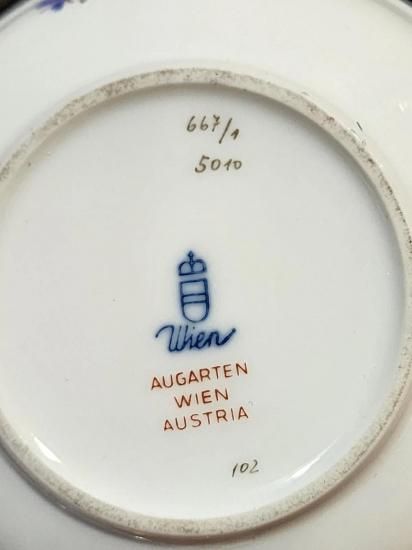 667/1
5010
Wien
AUGARTEN
WIEN
AUSTRIA
102